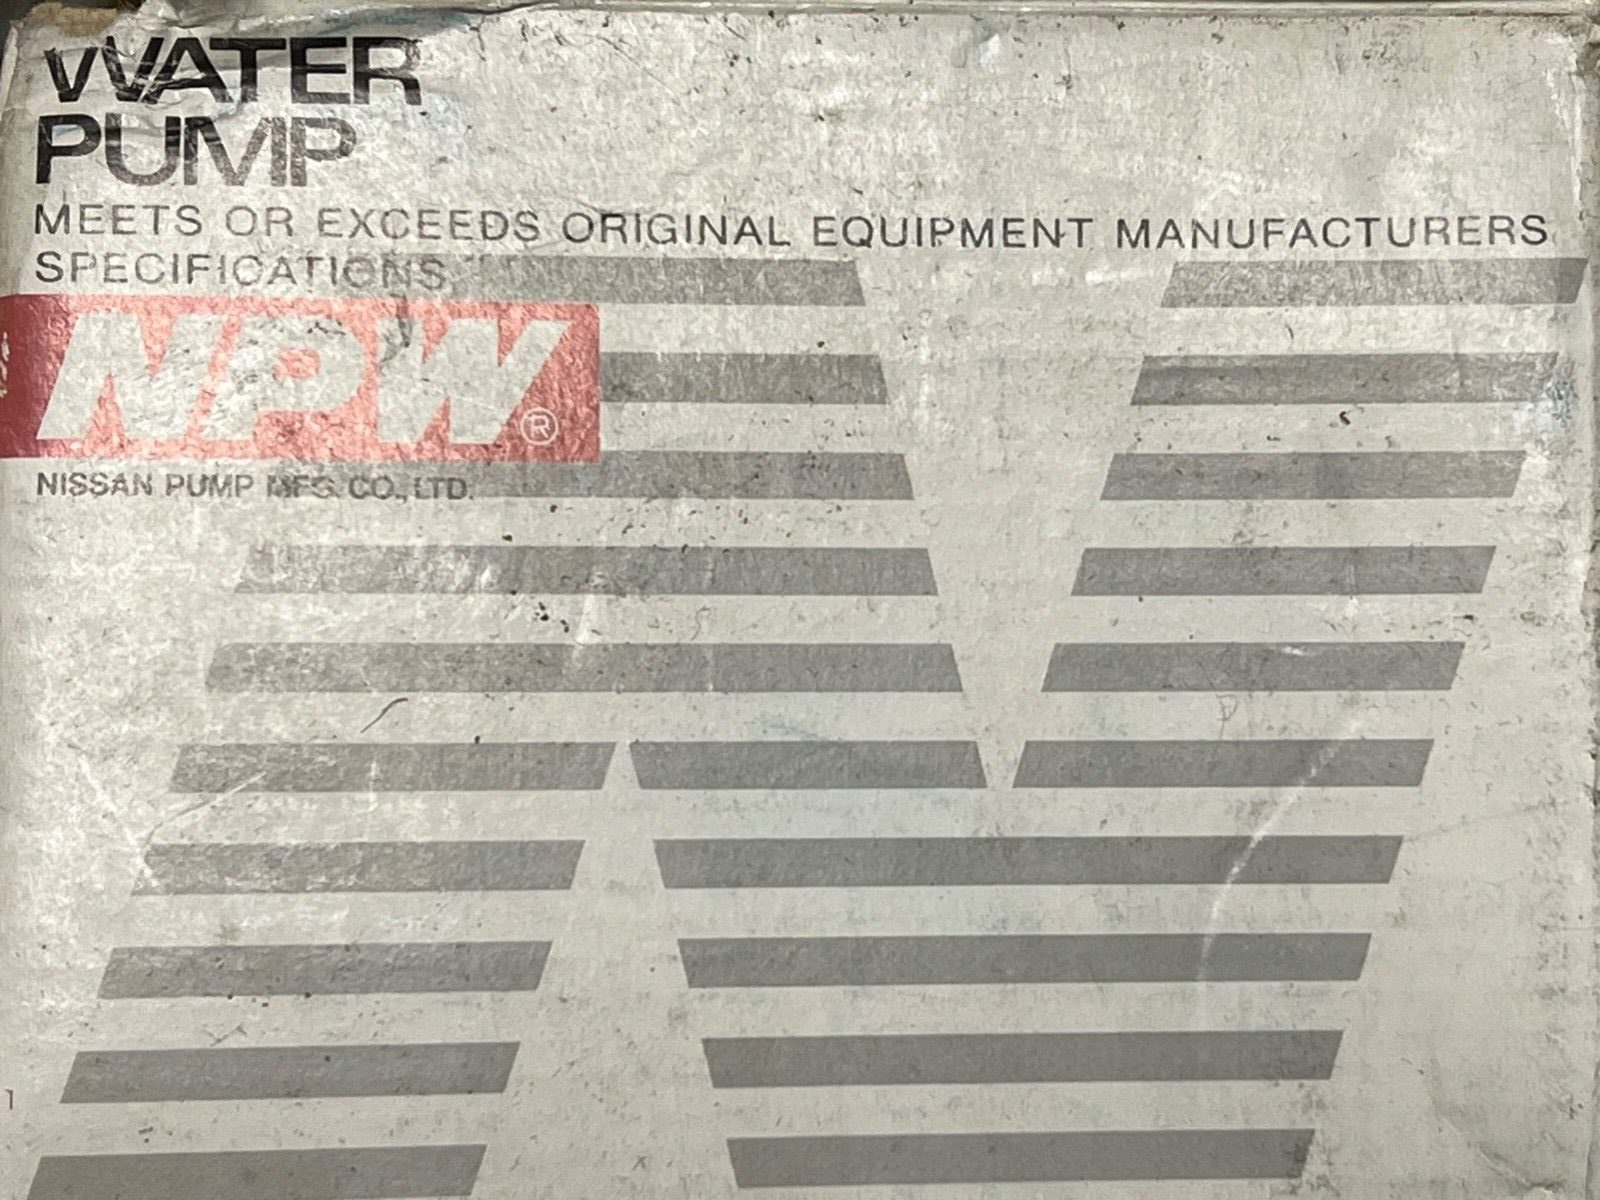 WATER
PUMP
MEETS OR EXCEEDS ORIGINAL EQUIPMENT MANUFACTURERS
SPECIFICATIONS.
NPW®
NISSAN PUMP MFG. CO., LTD.